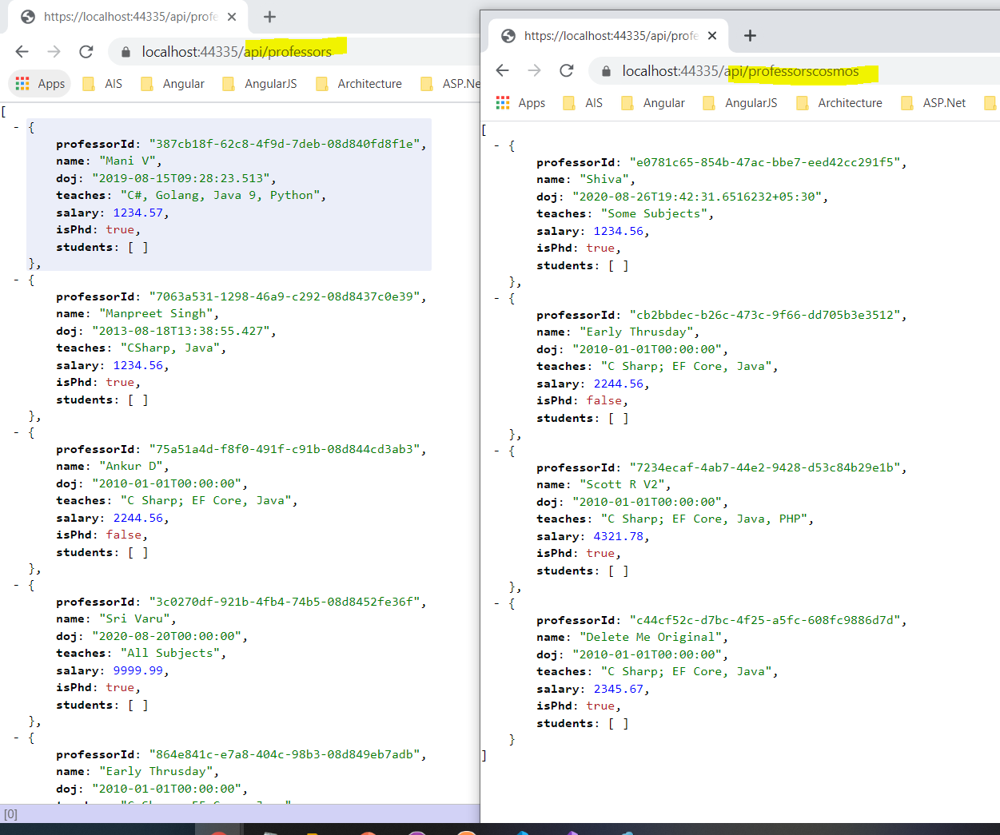 https://localhost:44335/api/profe
localhost:44335/api/professors
Apps AIS Angular AngularJS Architecture ASP.Ne
[
- {
professorId: "387cb18f-62c8-4f9d-7deb-08d840fd8f1e",
name: "Mani V",
doj: "2019-08-15T09:28:23.513",
teaches: "C#, Golang, Java 9, Python",
salary: 1234.57,
isPhd: true,
students: [ ]
},
- {
professorId: "7063a531-1298-46a9-c292-08d8437c0e39",
name: "Manpreet Singh",
doj: "2013-08-18T13:38:55.427",
teaches: "CSharp, Java",
salary: 1234.56,
isPhd: true,
students: [ ]
},
- {
professorId: "75a51a4d-f8f0-491f-c91b-08d844cd3ab3",
name: "Ankur D",
doj: "2010-01-01T00:00:00",
teaches: "C Sharp; EF Core, Java",
salary: 2244.56,
isPhd: false,
students: [ ]
},
- {
professorId: "3c0270df-921b-4fb4-74b5-08d8452fe36f",
name: "Sri Varu",
doj: "2020-08-20T00:00:00",
teaches: "All Subjects",
salary: 9999.99,
isPhd: true,
students: [ ]
},
- {
professorId: "864e841c-e7a8-404c-98b3-08d849eb7adb",
name: "Early Thrusday",
doj: "2010-01-01T00:00:00",
[0]
https://localhost:44335/api/profe
localhost:44335/api/professorscosmos
Apps AIS Angular AngularJS Architecture ASP.Net
[
- {
professorId: "e0781c65-854b-47ac-bbe7-eed42cc291f5",
name: "Shiva",
doj: "2020-08-26T19:42:31.6516232+05:30",
teaches: "Some Subjects",
salary: 1234.56,
isPhd: true,
students: [ ]
},
- {
professorId: "cb2bbdec-b26c-473c-9f66-dd705b3e3512",
name: "Early Thrusday",
doj: "2010-01-01T00:00:00",
teaches: "C Sharp; EF Core, Java",
salary: 2244.56,
isPhd: false,
students: [ ]
},
- {
professorId: "7234ecaf-4ab7-44e2-9428-d53c84b29e1b",
name: "Scott R V2",
doj: "2010-01-01T00:00:00",
teaches: "C Sharp; EF Core, Java, PHP",
salary: 4321.78,
isPhd: true,
students: [ ]
},
- {
professorId: "c44cf52c-d7bc-4f25-a5fc-608fc9886d7d",
name: "Delete Me Original",
doj: "2010-01-01T00:00:00",
teaches: "C Sharp; EF Core, Java",
salary: 2345.67,
isPhd: true,
students: [ ]
}
]